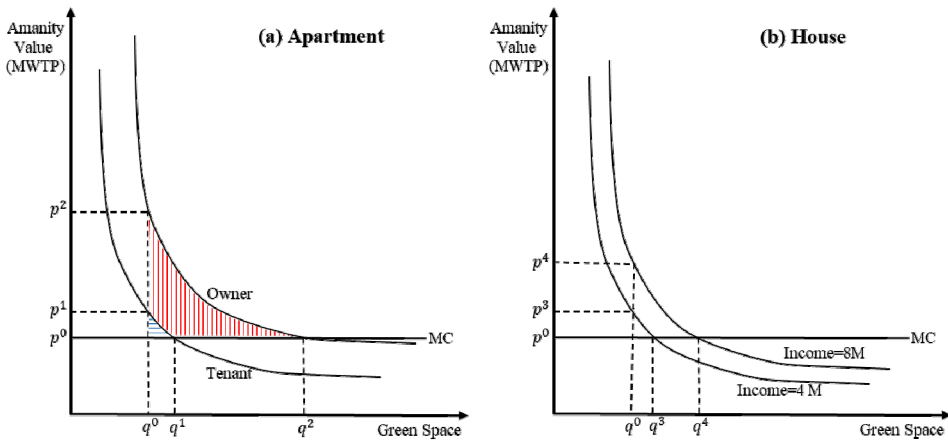 Amanity
Value
(MWTP)
(a) Apartment
p²
p¹
p⁰
Owner
Tenant
MC
q⁰ q¹ q² Green Space
Amanity
Value
(MWTP)
(b) House
p⁴
p³
p⁰
MC
Income=8M
Income=4 M
q⁰ q³ q⁴ Green Space